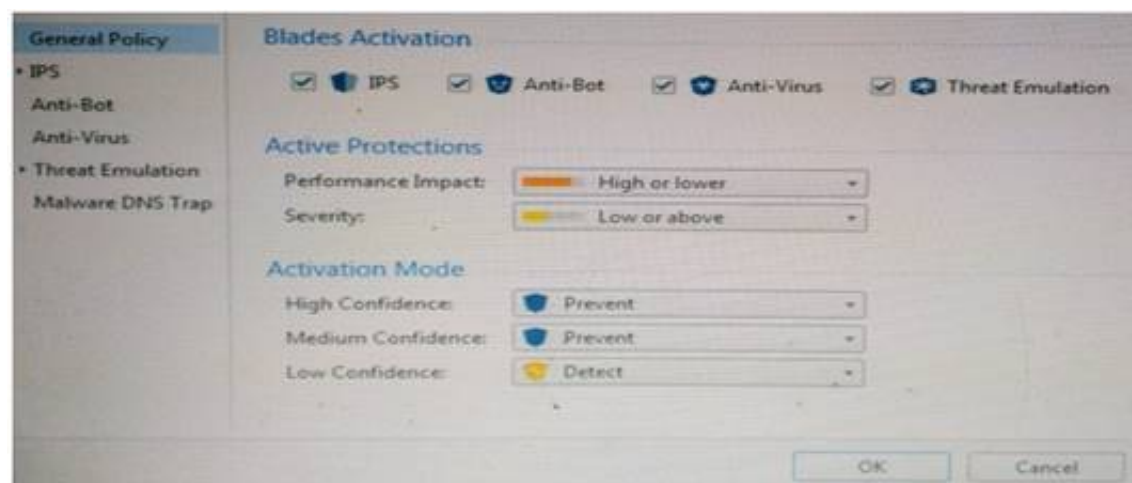 General Policy
IPS
Anti-Bot
Anti-Virus
Threat Emulation
Malware DNS Trap
Blades Activation
IPS Anti-Bot Anti-Virus Threat Emulation
Active Protections
Performance Impact: High or lower
Severity: Low or above
Activation Mode
High Confidence: Prevent
Medium Confidence: Prevent
Low Confidence: Detect
OK Cancel